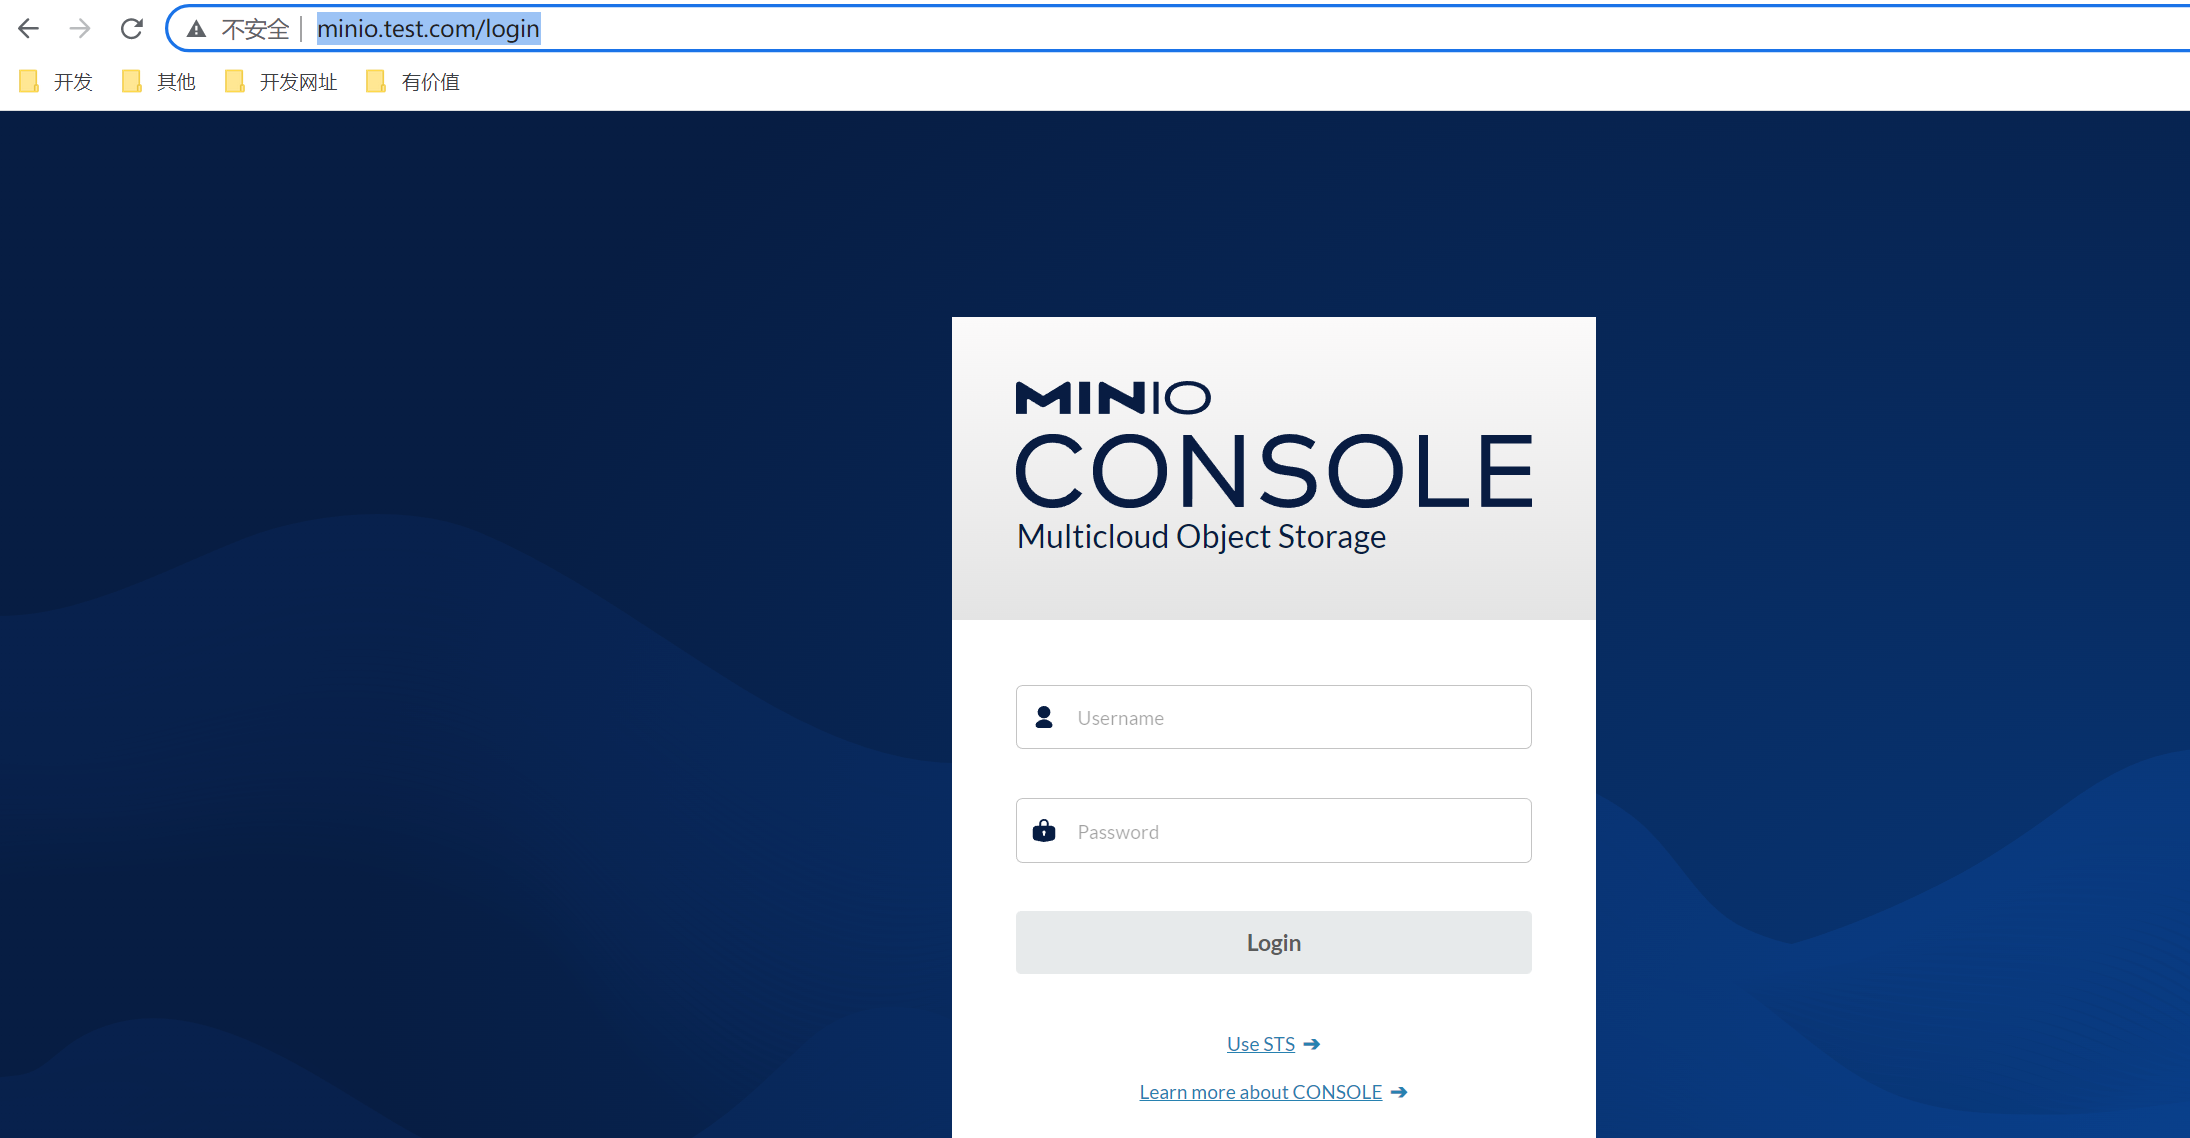 不安全 minio.test.com/login
开发 其他 开发网址 有价值
MINIO
CONSOLE
Multicloud Object Storage
Username
Password
Login
Use STS ➔
Learn more about CONSOLE ➔